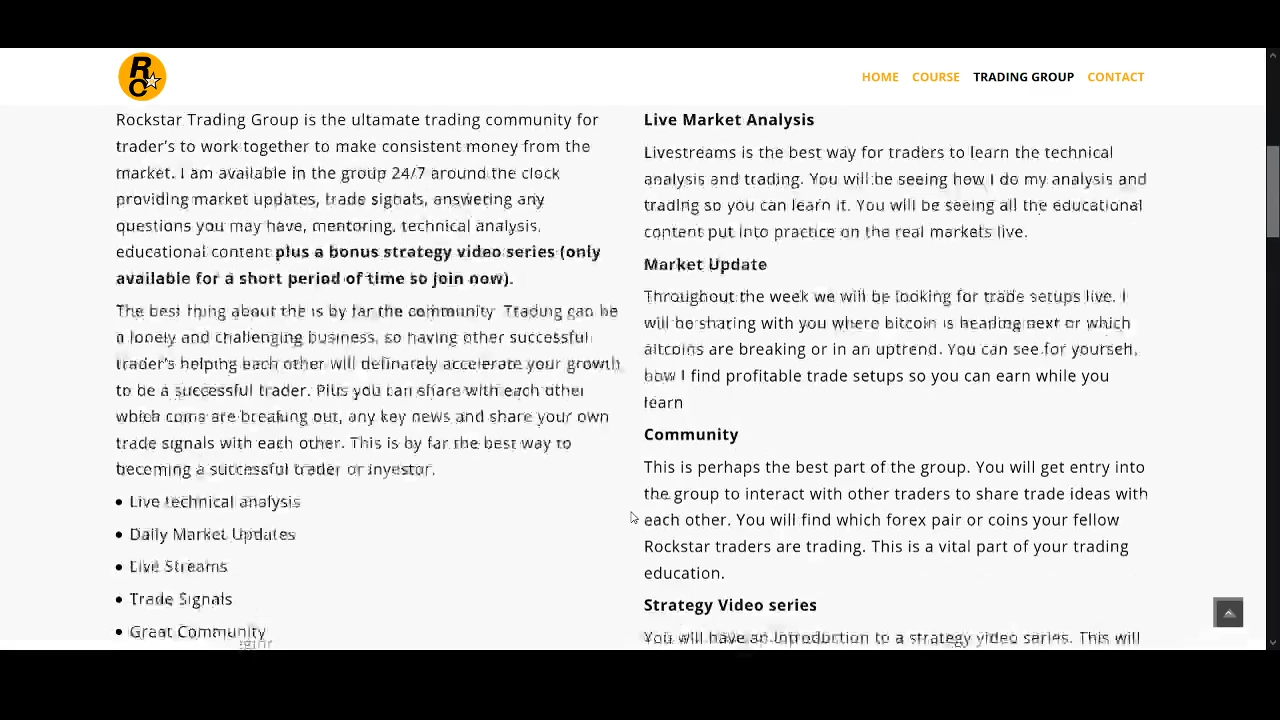 R
C
HOME COURSE TRADING GROUP CONTACT
Rockstar Trading Group is the ultamate trading community for
trader's to work together to make consistent money from the
market. I am available in the group 24/7 around the clock
providing market updates, trade signals, answering any
questions you may have, mentoring, technical analysis,
educational content plus a bonus strategy video series (only
available for a short period of time so join now).
The best thing about the is by far the community Trading can be
a lonely and challenging business, so having other successful
trader's helping each other will definately accelerate your growth
to be a successful trader. Plus you can share with each other
which coins are breaking out, any key news and share your own
trade signals with each other. This is by far the best way to
becoming a successful trader or investor.
• Live technical analysis
• Daily Market Updates
• Live Streams
• Trade Signals
• Great Community
Live Market Analysis
Livestreams is the best way for traders to learn the technical
analysis and trading. You will be seeing how I do my analysis and
trading so you can learn it. You will be seeing all the educational
content put into practice on the real markets live.
Market Update
Throughout the week we will be looking for trade setups live. I
will be sharing with you where bitcoin is heading next or which
altcoins are breaking or in an uptrend. You can see for yourself,
how I find profitable trade setups so you can earn while you
learn
Community
This is perhaps the best part of the group. You will get entry into
the group to interact with other traders to share trade ideas with
each other. You will find which forex pair or coins your fellow
Rockstar traders are trading. This is a vital part of your trading
education.
Strategy Video series
You will have an Introduction to a strategy video series. This will